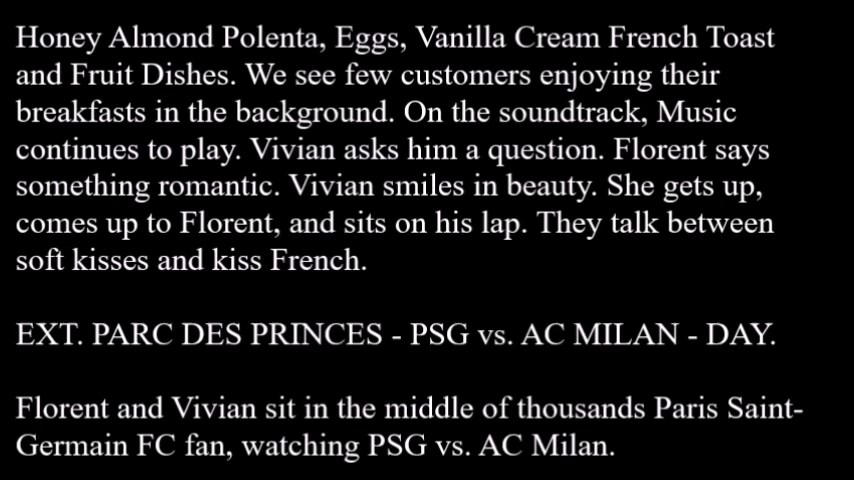 Honey Almond Polenta, Eggs, Vanilla Cream French Toast
and Fruit Dishes. We see few customers enjoying their
breakfasts in the background. On the soundtrack, Music
continues to play. Vivian asks him a question. Florent says
something romantic. Vivian smiles in beauty. She gets up,
comes up to Florent, and sits on his lap. They talk between
soft kisses and kiss French.
EXT. PARC DES PRINCES - PSG vs. AC MILAN - DAY.
Florent and Vivian sit in the middle of thousands Paris Saint-
Germain FC fan, watching PSG vs. AC Milan.